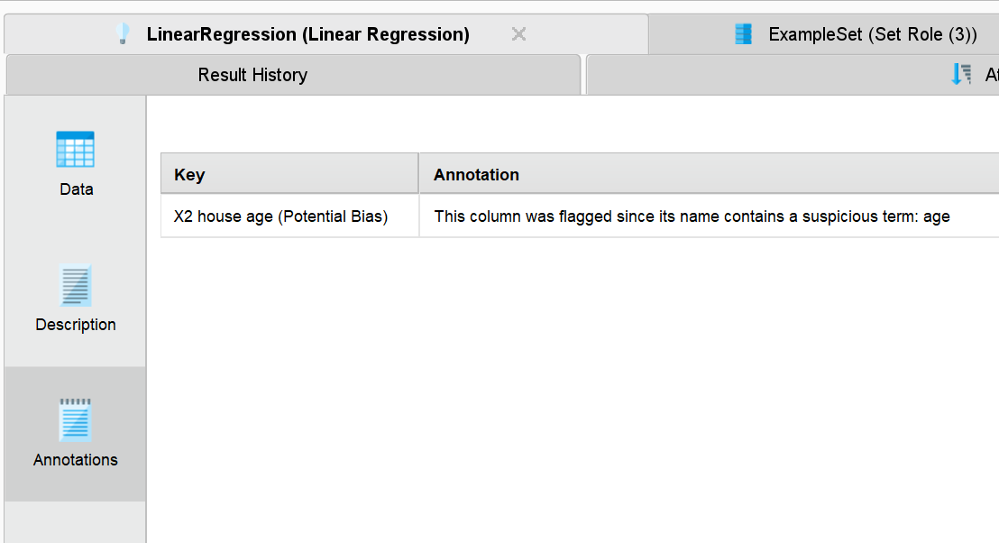 LinearRegression (Linear Regression)
ExampleSet (Set Role (3))
Result History
Data
Description
Annotations
Key
Annotation
X2 house age (Potential Bias)
This column was flagged since its name contains a suspicious term: age